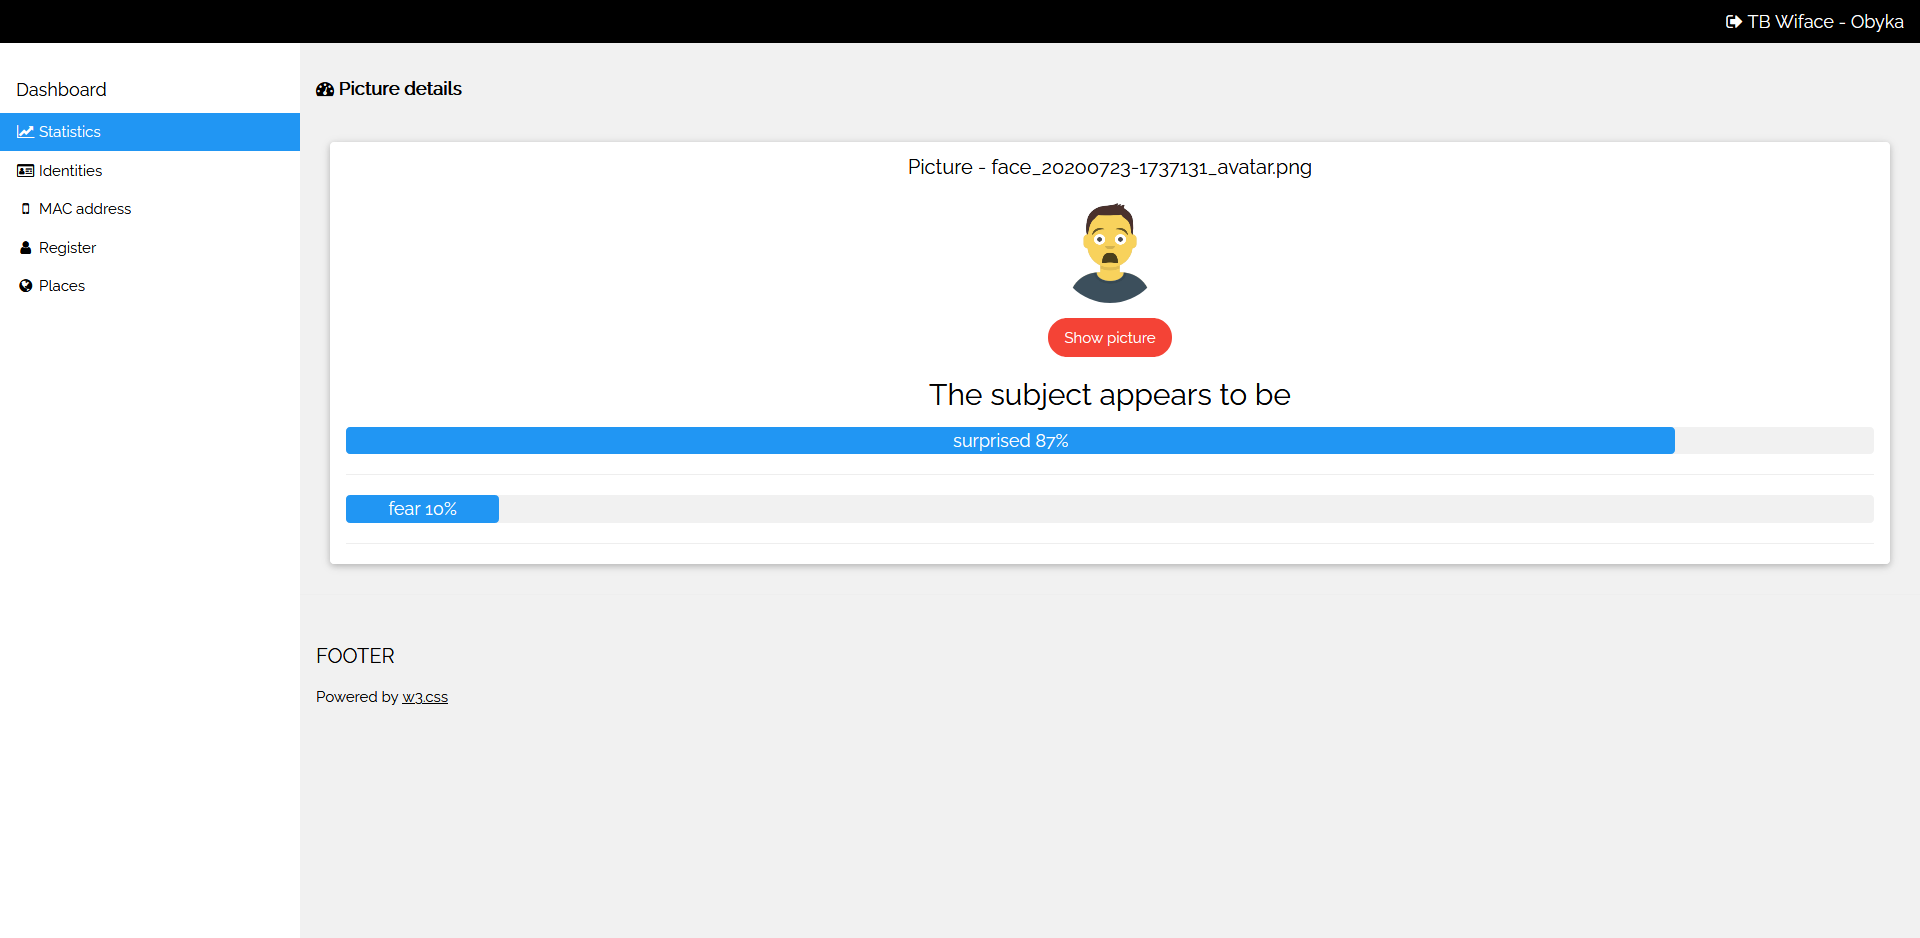 TB Wiface - Obyka
Dashboard
Statistics
Identities
MAC address
Register
Places
Picture details
Picture - face_20200723-1737131_avatar.png
Show picture
The subject appears to be
surprised 87%
fear 10%
FOOTER
Powered by w3.css